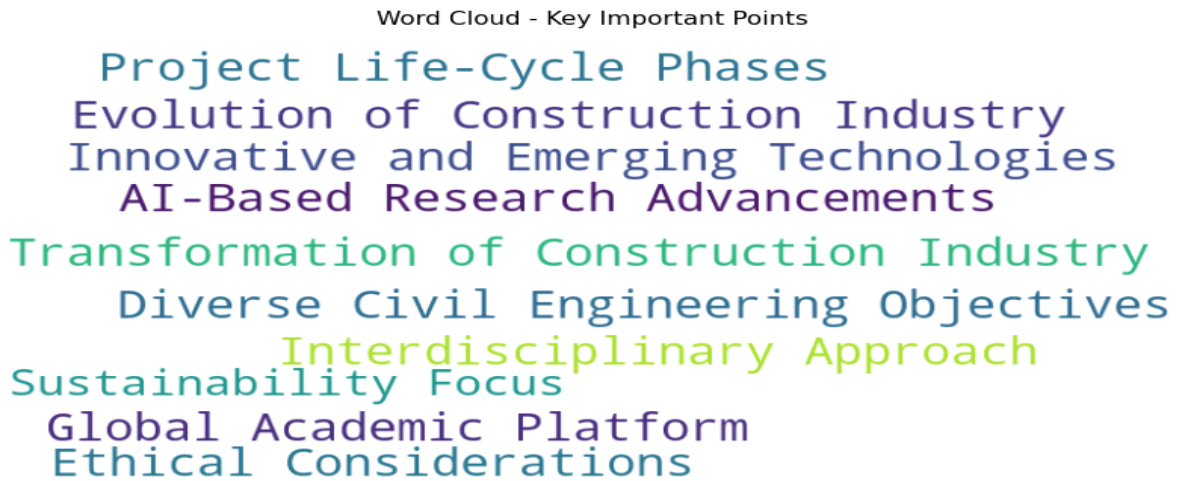 Word Cloud - Key Important Points
Project Life-Cycle Phases
Evolution of Construction Industry
Innovative and Emerging Technologies
AI-Based Research Advancements
Transformation of Construction Industry
Diverse Civil Engineering Objectives
Interdisciplinary Approach
Sustainability Focus
Global Academic Platform
Ethical Considerations